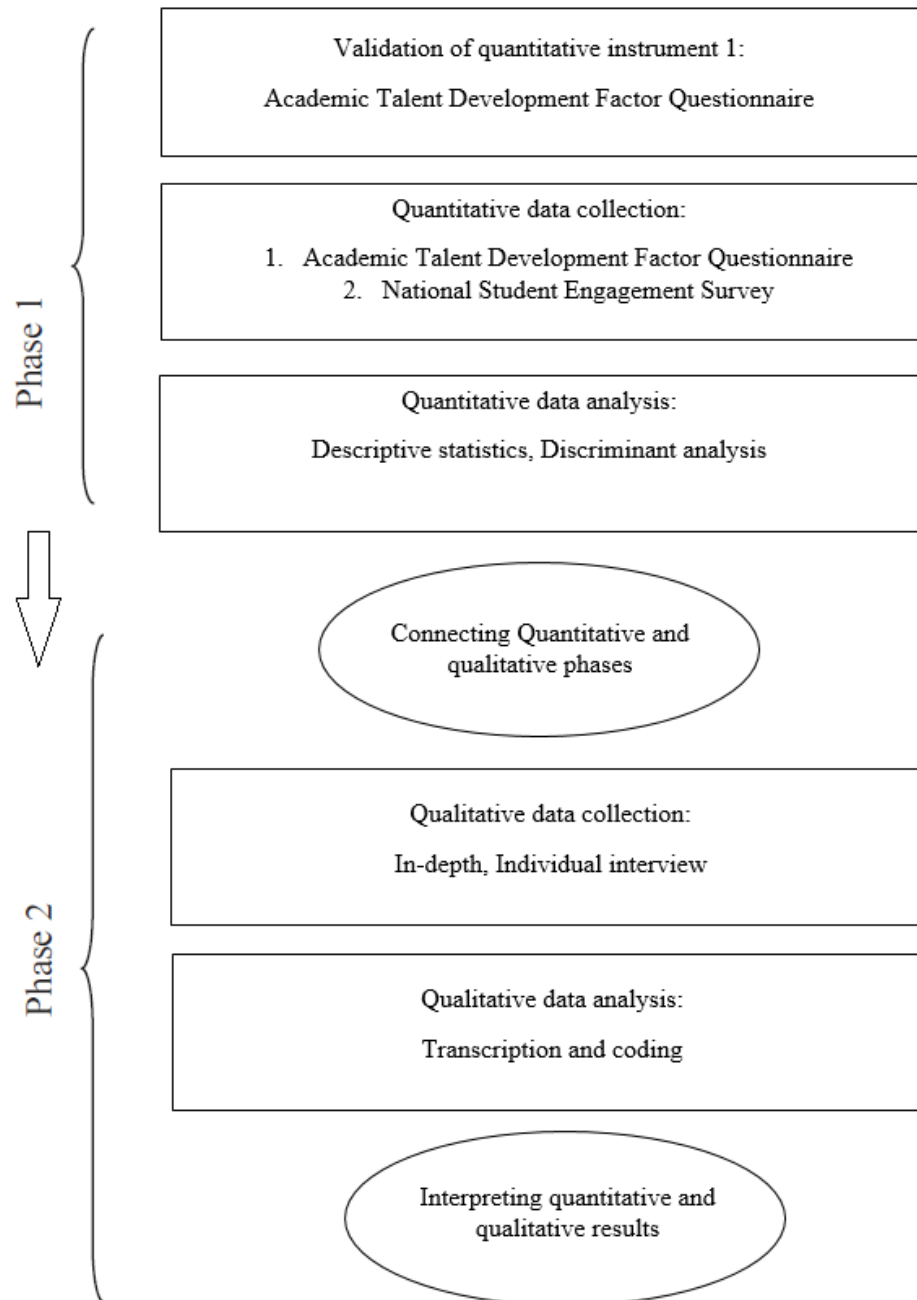 Validation of quantitative instrument 1:
Academic Talent Development Factor Questionnaire
Phase 1
Quantitative data collection:
1. Academic Talent Development Factor Questionnaire
2. National Student Engagement Survey
Quantitative data analysis:
Descriptive statistics, Discriminant analysis
Connecting Quantitative and
qualitative phases
Phase 2
Qualitative data collection:
In-depth, Individual interview
Qualitative data analysis:
Transcription and coding
Interpreting quantitative and
qualitative results